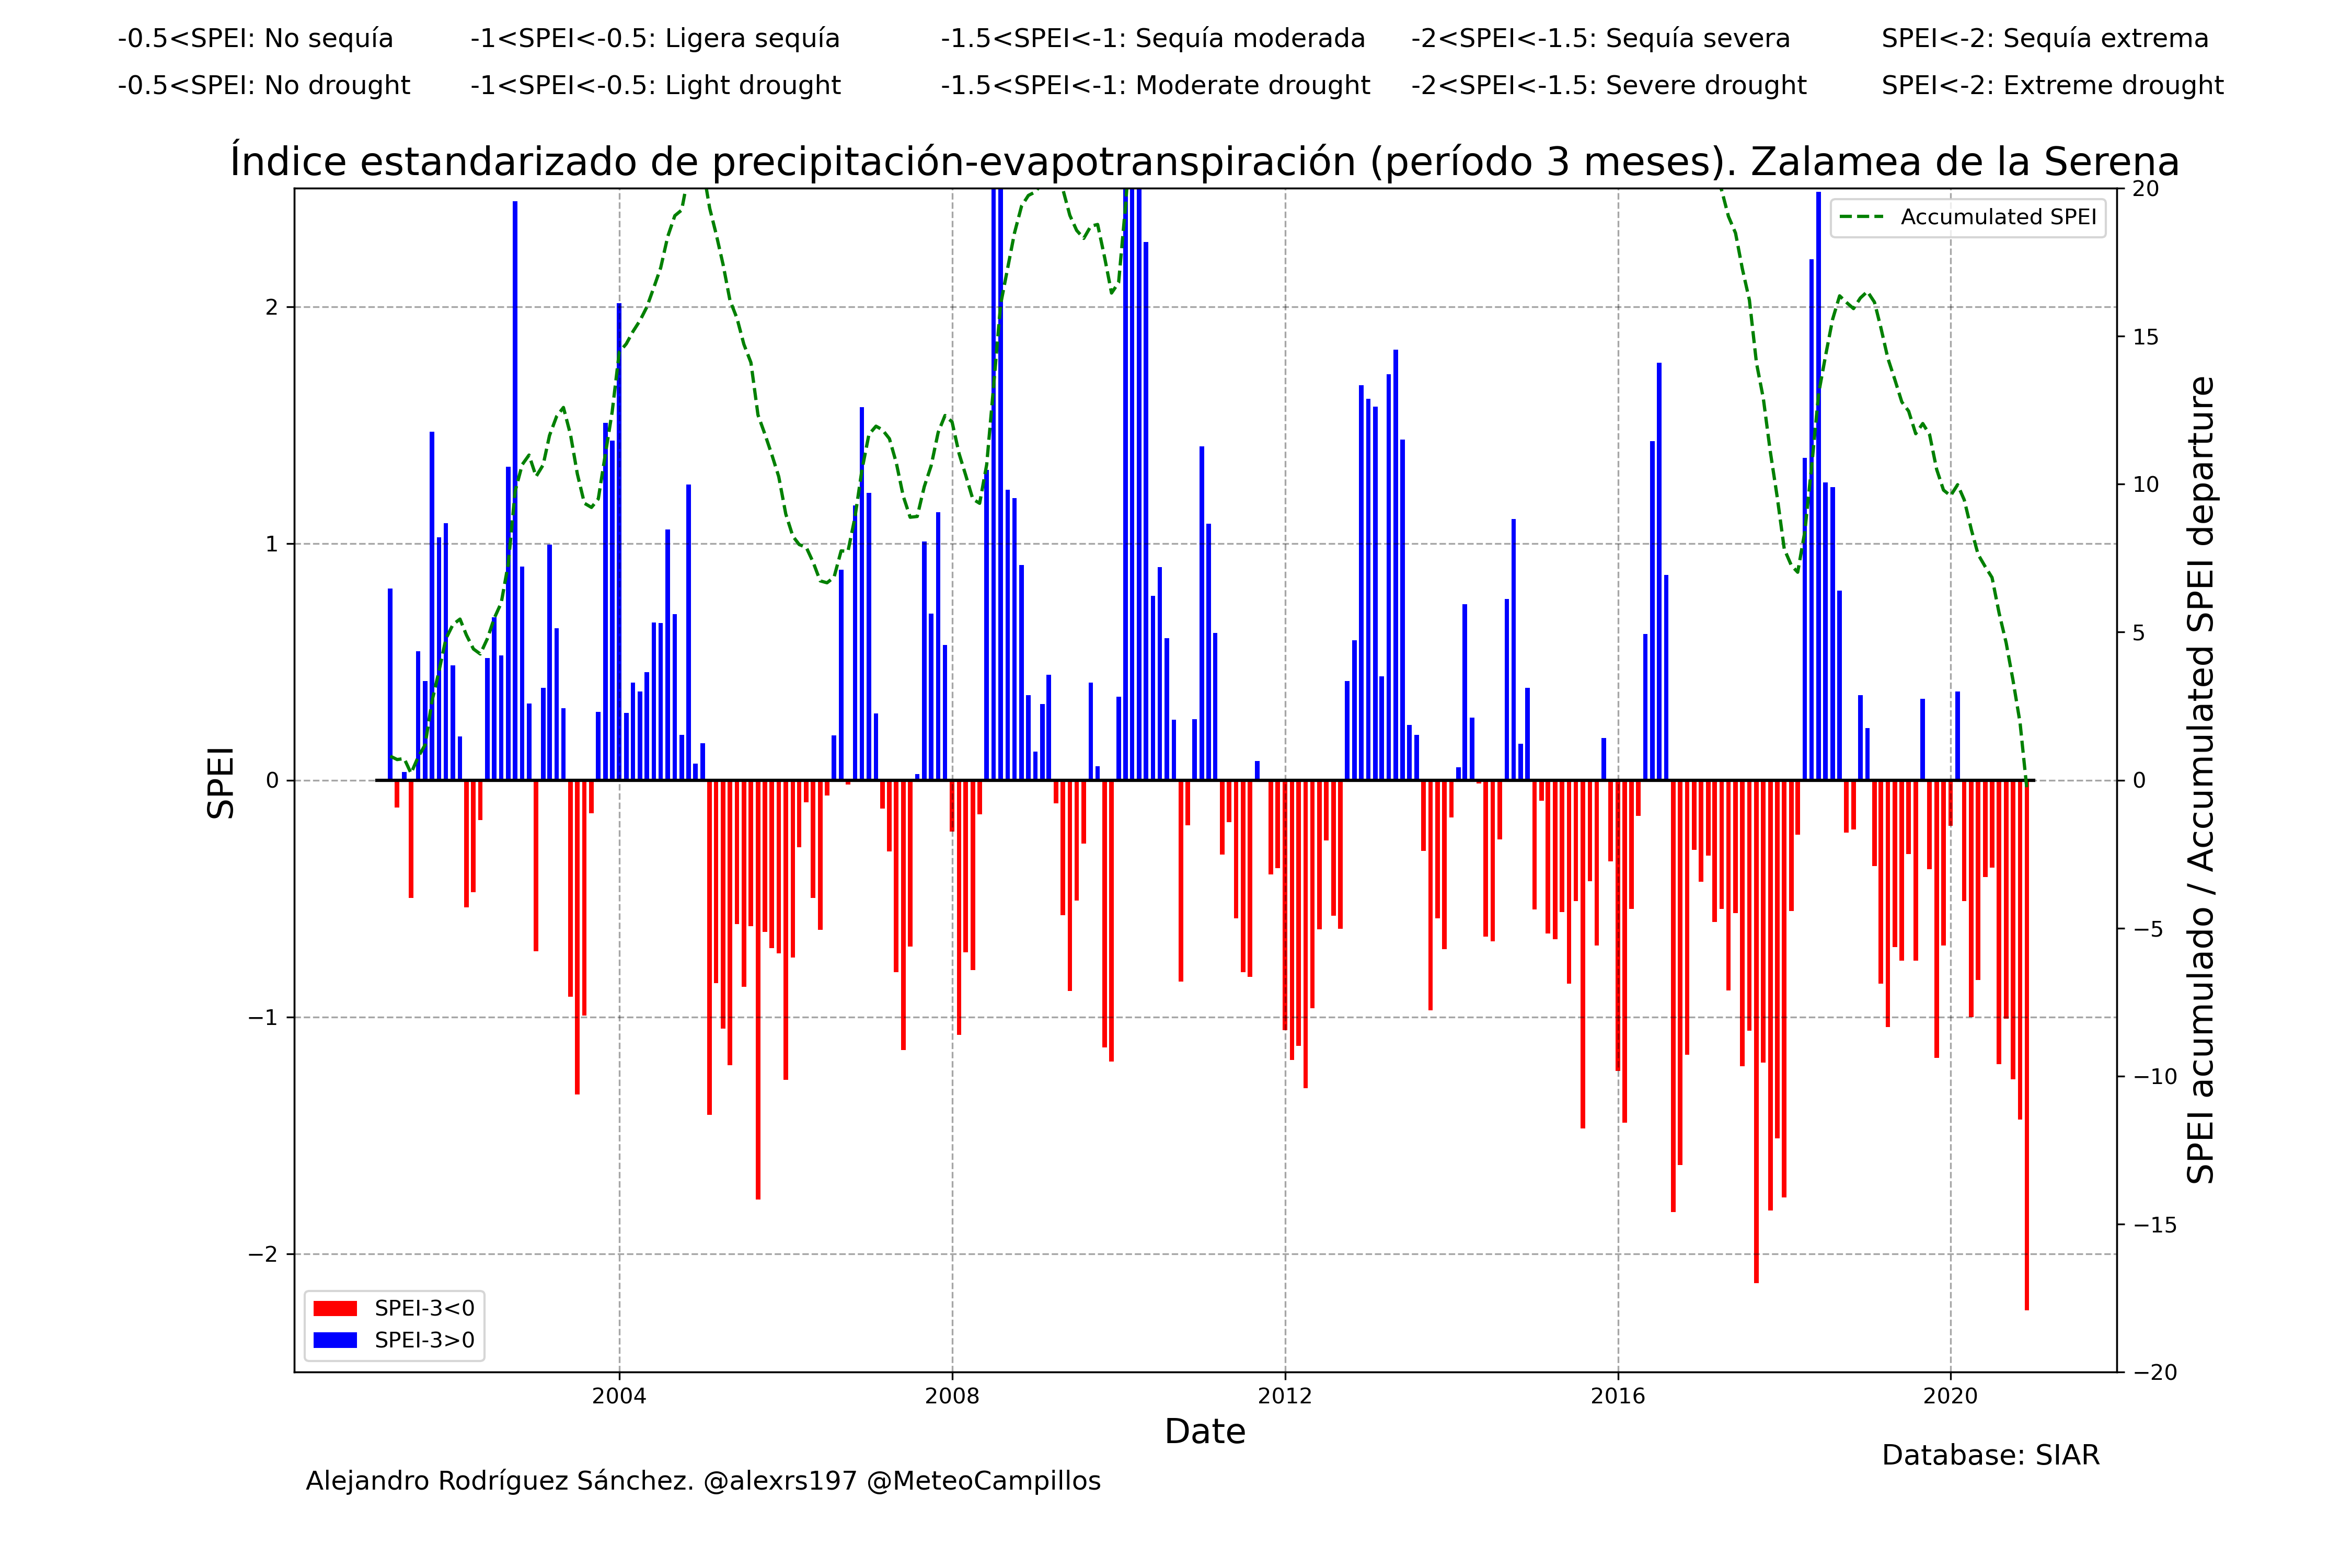 -0.5<SPEI: No sequía -1<SPEI<-0.5: Ligera sequía -1.5<SPEI<-1: Sequía moderada -2<SPEI<-1.5: Sequía severa SPEI<-2: Sequía extrema
-0.5<SPEI: No drought -1<SPEI<-0.5: Light drought -1.5<SPEI<-1: Moderate drought -2<SPEI<-1.5: Severe drought SPEI<-2: Extreme drought
Índice estandarizado de precipitación-evapotranspiración (período 3 meses). Zalamea de la Serena
Accumulated SPEI
SPEI
2
1
0
−1
−2
20
15
10
5
0
−5
−10
−15
−20
SPEI acumulado / Accumulated SPEI departure
SPEI-3<0
SPEI-3>0
2004 2008 2012 2016 2020
Date
Database: SIAR
Alejandro Rodríguez Sánchez. @alexrs197 @MeteoCampillos